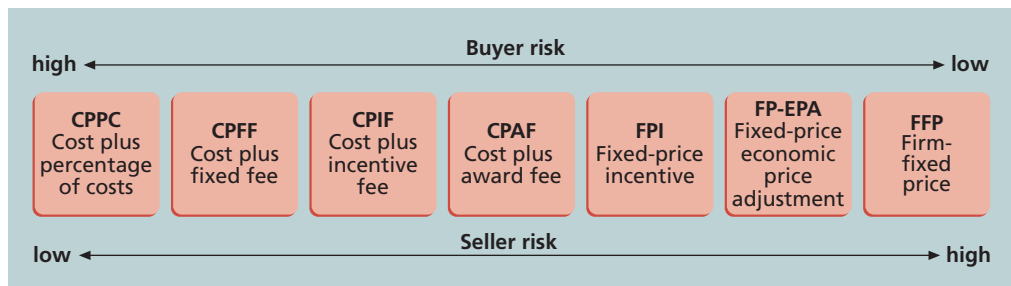 Buyer risk
high
low
CPPC
Cost plus
percentage
of costs
CPFF
Cost plus
fixed fee
CPIF
Cost plus
incentive
fee
CPAF
Cost plus
award fee
FPI
Fixed-price
incentive
FP-EPA
Fixed-price
economic
price
adjustment
FFP
Firm-
fixed
price
Seller risk
low
high